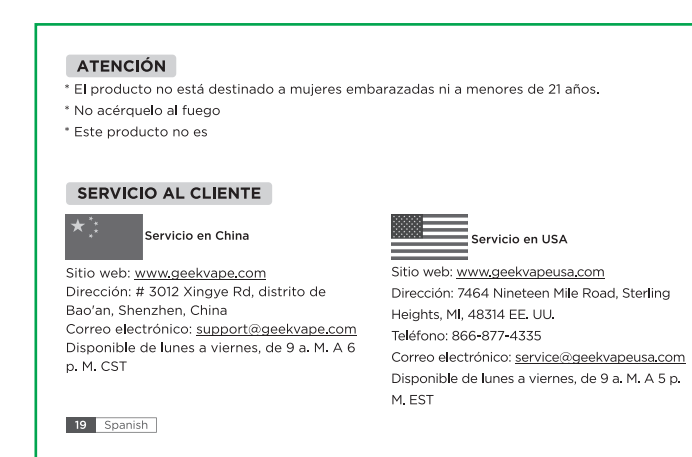 ATENCIÓN
* El producto no está destinado a mujeres embarazadas ni a menores de 21 años.
* No acérquelo al fuego
* Este producto no es
SERVICIO AL CLIENTE
Servicio en China
Sitio web: www.geekvape.com
Dirección: # 3012 Xingye Rd, distrito de
Bao'an, Shenzhen, China
Correo electrónico: support@geekvape.com
Disponible de lunes a viernes, de 9 a. M. A 6
p. M. CST
Servicio en USA
Sitio web: www.geekvapeusa.com
Dirección: 7464 Nineteen Mile Road, Sterling
Heights, MI, 48314 EE. UU.
Teléfono: 866-877-4335
Correo electrónico: service@geekvapeusa.com
Disponible de lunes a viernes, de 9 a. M. A 5 p.
M. EST
19 Spanish